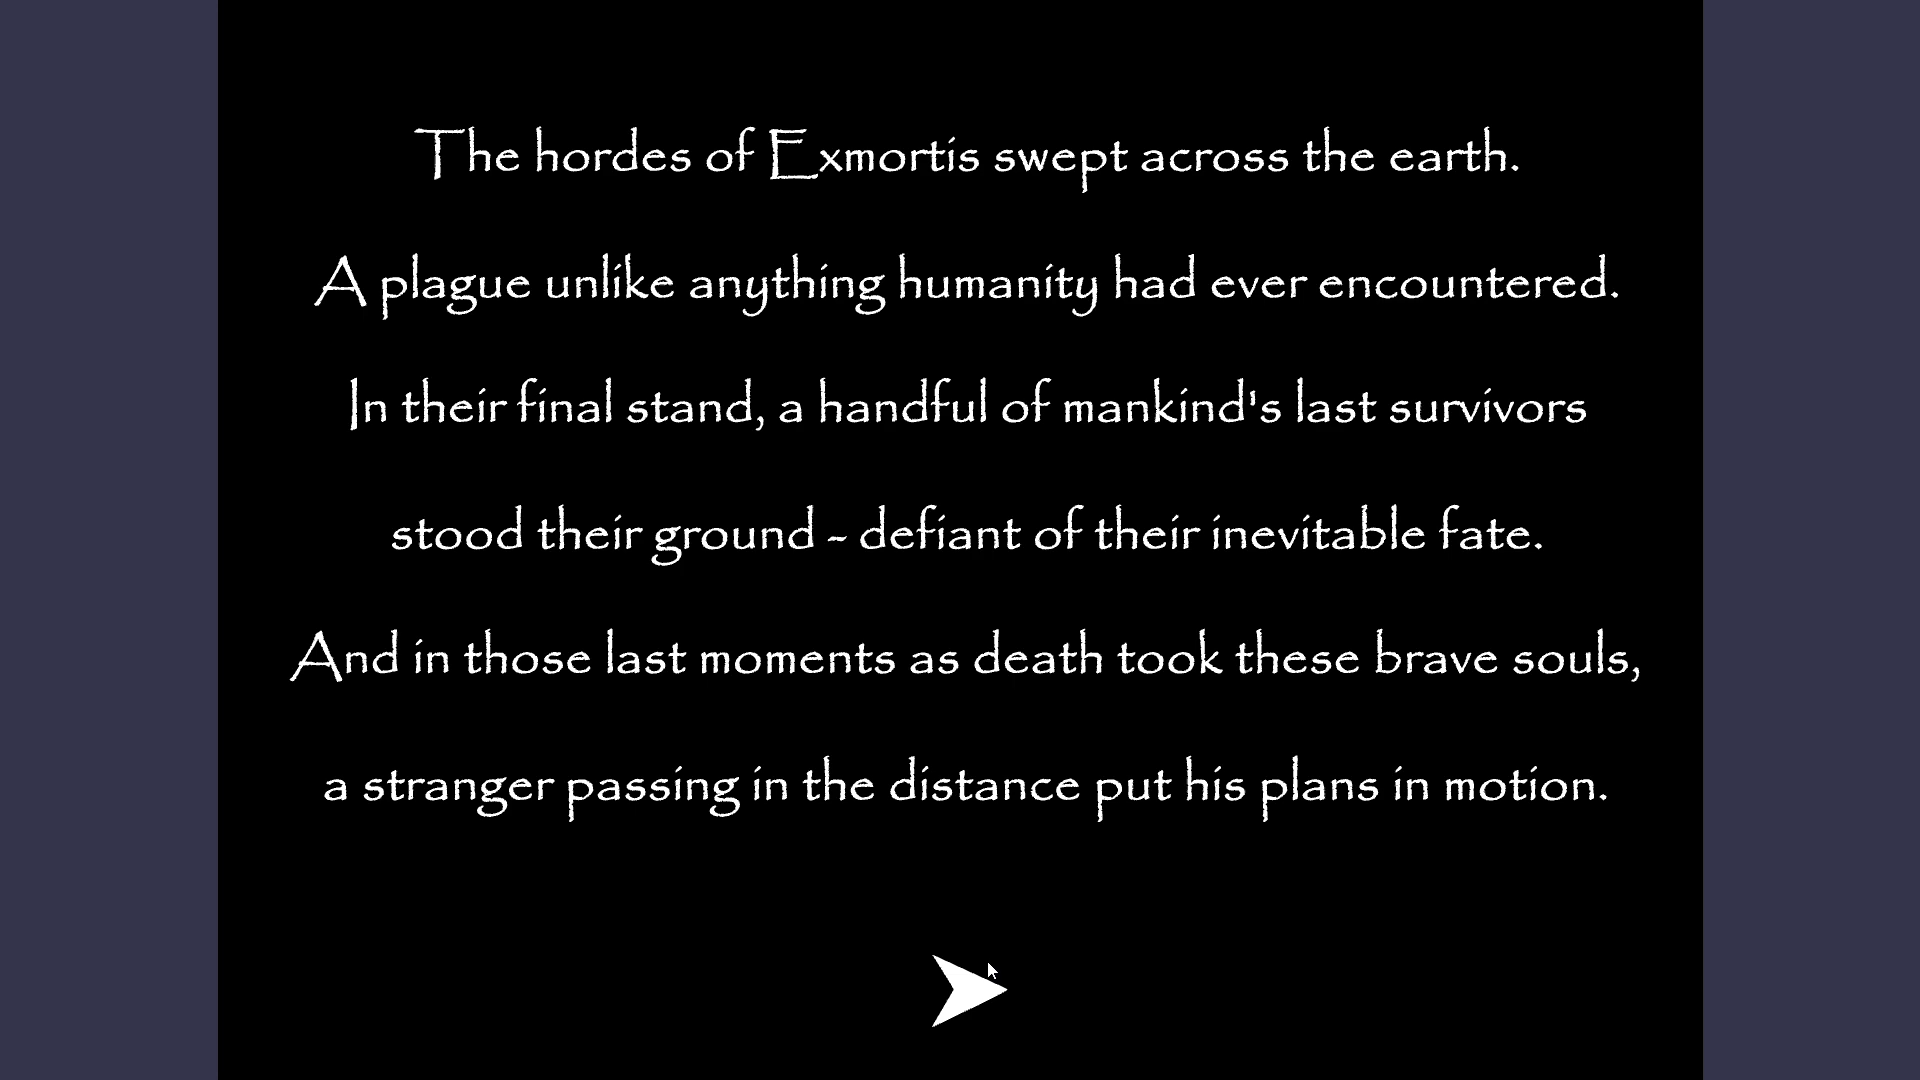 The hordes of Exmortis swept across the earth.
A plague unlike anything humanity had ever encountered.
In their final stand, a handful of mankind's last survivors
stood their ground - defiant of their inevitable fate.
And in those last moments as death took these brave souls,
a stranger passing in the distance put his plans in motion.